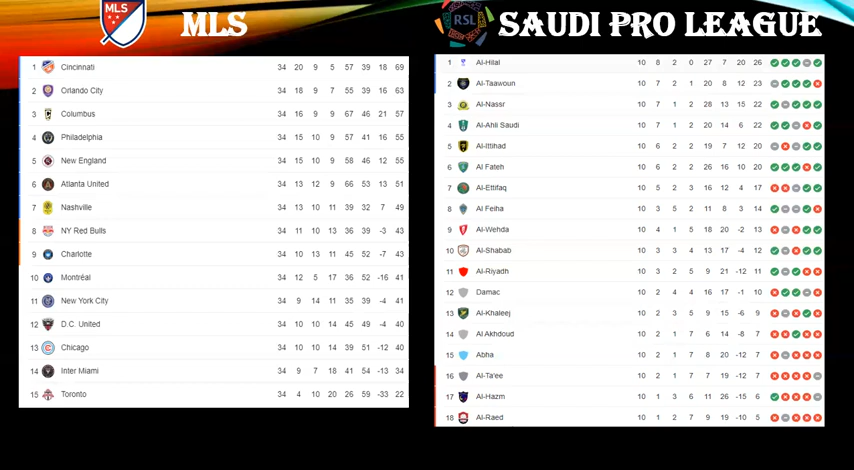 MLS
MLS
1 Cincinnati 34 20 9 5 57 39 18 69
2 Orlando City 34 18 9 7 55 39 16 63
3 Columbus 34 16 9 9 67 46 21 57
4 Philadelphia 34 15 10 9 57 41 16 55
5 New England 34 15 10 9 58 46 12 55
6 Atlanta United 34 13 12 9 66 53 13 51
7 Nashville 34 13 10 11 39 32 7 49
8 NY Red Bulls 34 11 10 13 36 39 -3 43
9 Charlotte 34 10 13 11 45 52 -7 43
10 Montréal 34 12 5 17 36 52 -16 41
11 New York City 34 9 14 11 35 39 -4 41
12 D.C. United 34 10 10 14 45 49 -4 40
13 Chicago 34 10 10 14 39 51 -12 40
14 Inter Miami 34 9 7 18 41 54 -13 34
15 Toronto 34 4 10 20 26 59 -33 22
RSL
SAUDI PRO LEAGUE
1 Al-Hilal 10 8 2 0 27 7 20 26
2 Al-Taawoun 10 7 2 1 20 8 12 23
3 Al-Nassr 10 7 1 2 28 13 15 22
4 Al-Ahli Saudi 10 7 1 2 20 14 6 22
5 Al-Ittihad 10 6 2 2 19 7 12 20
6 Al Fateh 10 6 2 2 26 16 10 20
7 Al-Ettifaq 10 5 2 3 16 12 4 17
8 Al Feiha 10 3 5 2 11 8 3 14
9 Al-Wehda 10 4 1 5 18 20 -2 13
10 Al-Shabab 10 3 3 4 13 17 -4 12
11 Al-Riyadh 10 3 2 5 9 21 -12 11
12 Damac 10 2 4 4 16 17 -1 10
13 Al-Khaleej 10 2 3 5 9 15 -6 9
14 Al Akhdoud 10 2 1 7 6 14 -8 7
15 Abha 10 2 1 7 8 20 -12 7
16 Al-Ta'ee 10 2 1 7 7 19 -12 7
17 Al-Hazm 10 1 3 6 11 26 -15 6
18 Al-Raed 10 1 2 7 9 19 -10 5